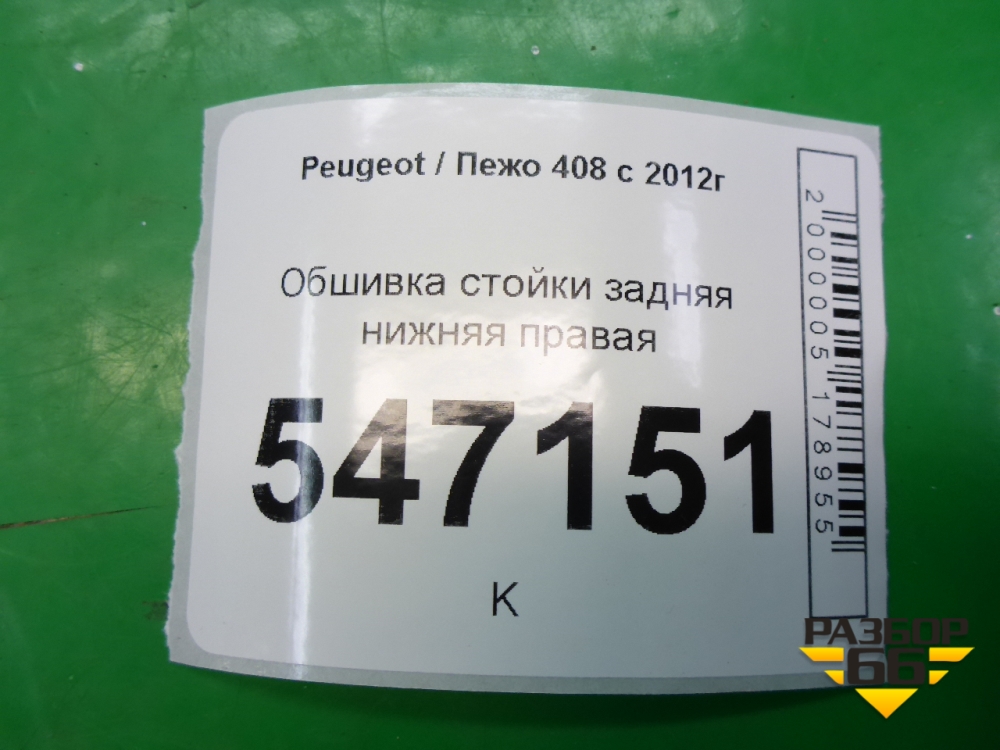 Peugeot / Пежо 408 с 2012г
Обшивка стойки задняя
нижняя правая
547151
К
2000005178955
РАЗБОР
66